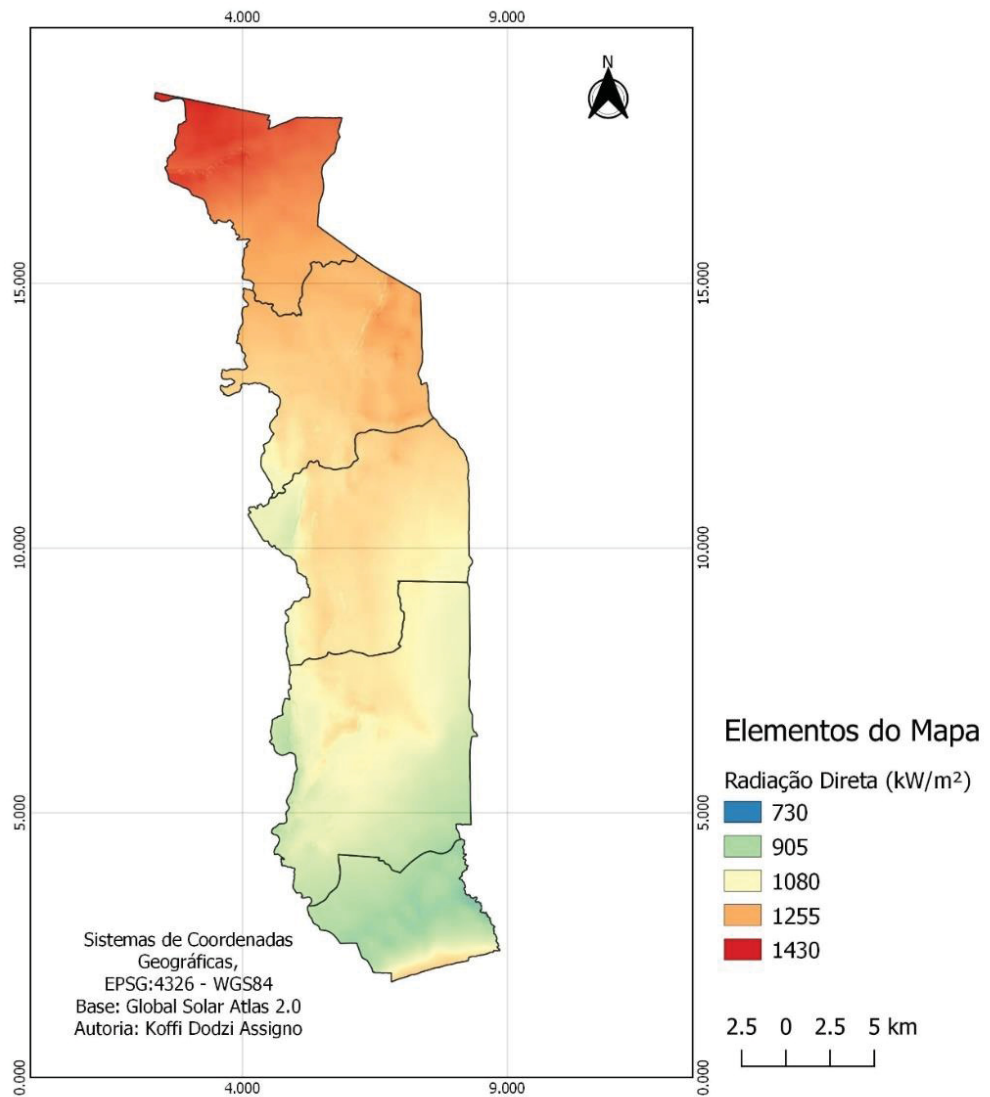 4.000 9.000
N
15.000 15.000
10.000 10.000
5.000 5.000
0.000 0.000
4.000 9.000
Sistemas de Coordenadas
Geográficas,
EPSG:4326 - WGS84
Base: Global Solar Atlas 2.0
Autoria: Koffi Dodzi Assigno
Elementos do Mapa
Radiação Direta (kW/m²)
730
905
1080
1255
1430
2.5 0 2.5 5 km